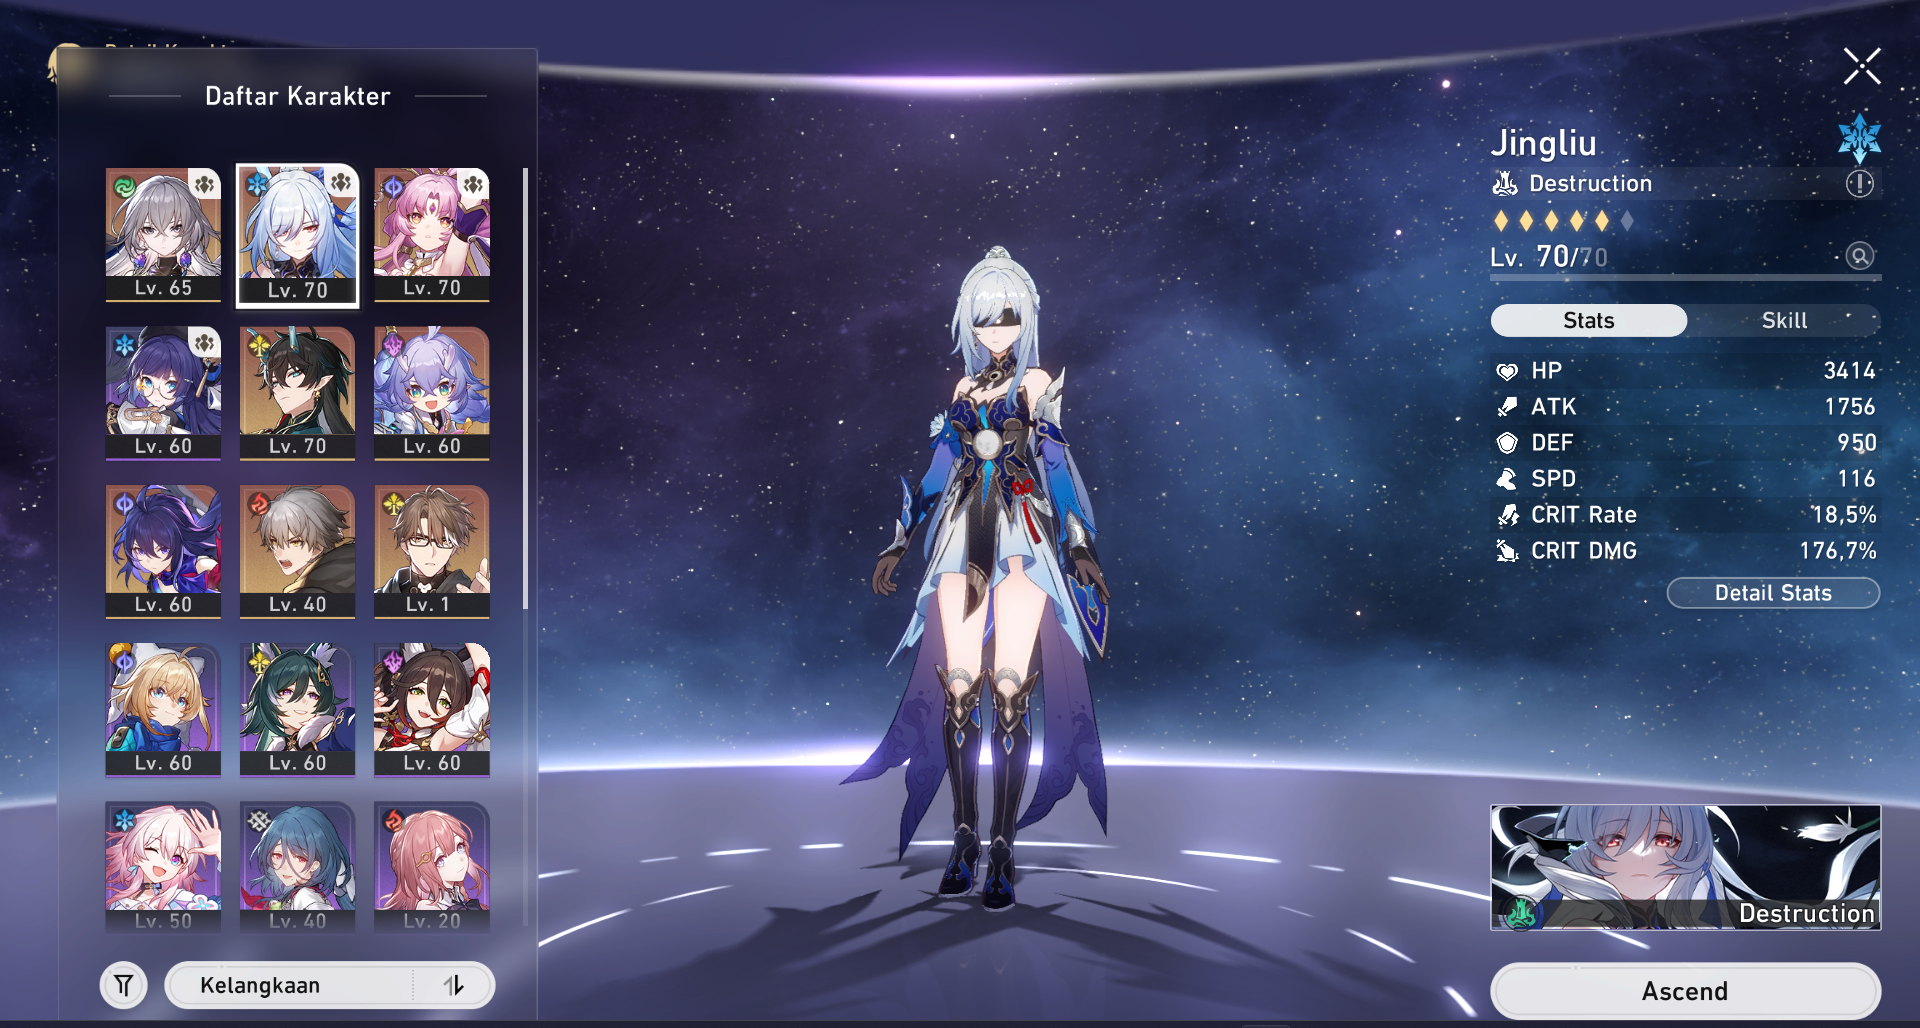 Daftar Karakter
Lv. 65
Lv. 70
Lv. 70
Lv. 60
Lv. 70
Lv. 60
Lv. 60
Lv. 40
Lv. 1
Lv. 60
Lv. 60
Lv. 60
Lv. 50
Lv. 40
Lv. 20
Kelangkaan
Jingliu
Destruction
Lv. 70/70
Stats
Skill
HP 3414
ATK 1756
DEF 950
SPD 116
CRIT Rate 18,5%
CRIT DMG 176,7%
Detail Stats
Destruction
Ascend